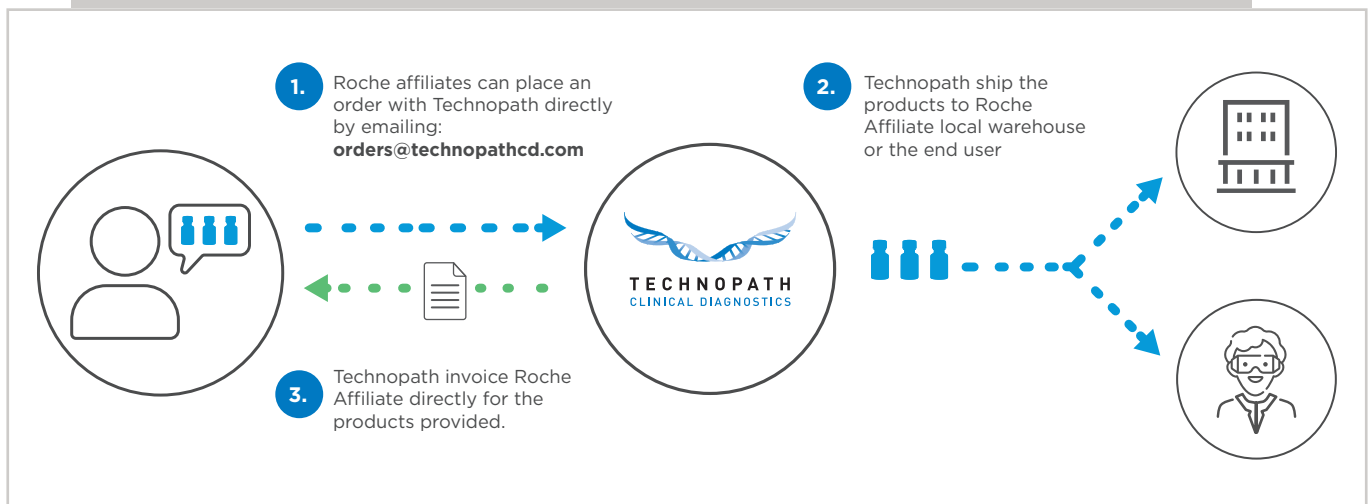 1.
Roche affiliates can place an
order with Technopath directly
by emailing:
orders@technopathcd.com
2.
Technopath ship the
products to Roche
Affiliate local warehouse
or the end user
TECHNOPATH
CLINICAL DIAGNOSTICS
3.
Technopath invoice Roche
Affiliate directly for the
products provided.